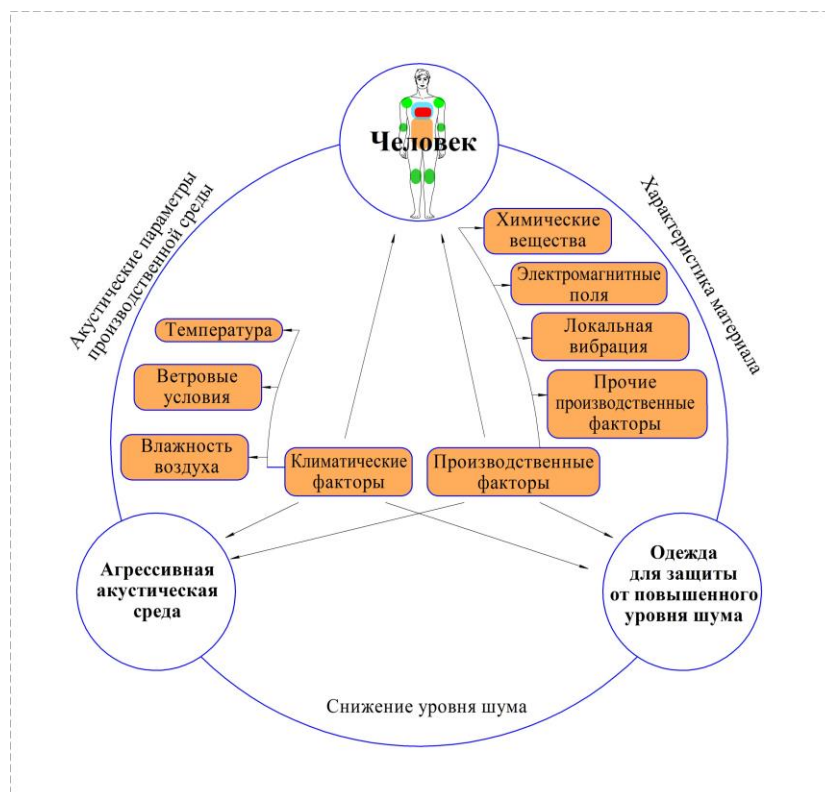 Человек
Акустические параметры
производственной среды
Характеристика материала
Химические
вещества
Электромагнитные
поля
Локальная
вибрация
Прочие
производственные
факторы
Температура
Ветровые
условия
Влажность
воздуха
Климатические
факторы
Производственные
факторы
Агрессивная
акустическая
среда
Одежда
для защиты
от повышенного
уровня шума
Снижение уровня шума